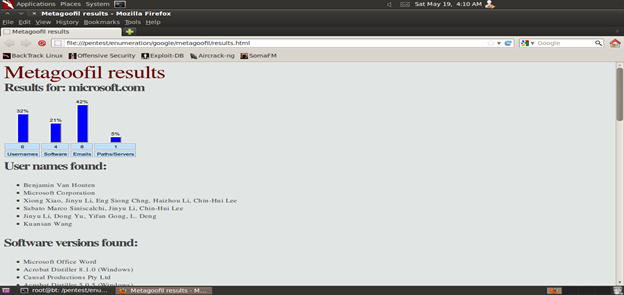 Applications Places System
Sat May 19, 4:10 AM
Metagoofil results - Mozilla Firefox
File Edit View History Bookmarks Tools Help
Metagoofil results
file:///pentest/enumeration/google/metagoofil/results.html
Google
BackTrack Linux Offensive Security Exploit-DB Aircrack-ng SomaFM
Metagoofil results
Results for: microsoft.com
32% 21% 42% 5%
6 4 8 1
Usernames Software Emails Paths/Servers
User names found:
Benjamin Van Houten
Microsoft Corporation
Xiong Xiao, Jinyu Li, Eng Siong Chng, Haizhou Li, Chin-Hui Lee
Sabato Marco Siniscalchi, Jinyu Li, Chin-Hui Lee
Jinyu Li, Dong Yu, Yifan Gong, L. Deng
Kuansan Wang
Software versions found:
Microsoft Office Word
Acrobat Distiller 8.1.0 (Windows)
Causal Productions Pty Ltd
Acrobat Distiller 5.0.5 (Windows)
root@bt: /pentest/enu... Metagoofil results - M...